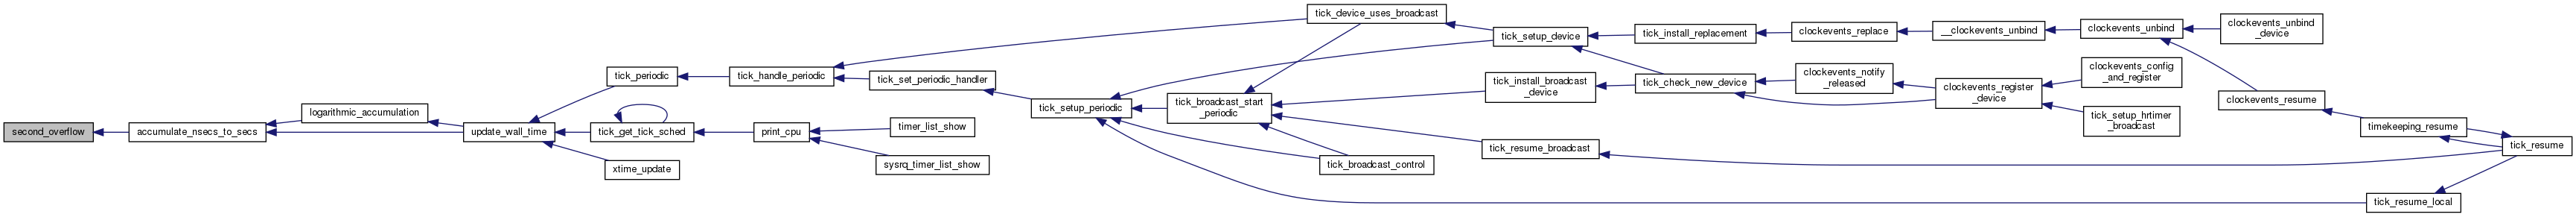 second_overflow
accumulate_nsecs_to_secs
logarithmic_accumulation
update_wall_time
tick_periodic
tick_get_tick_sched
xtime_update
tick_handle_periodic
print_cpu
tick_set_periodic_handler
timer_list_show
sysrq_timer_list_show
tick_setup_periodic
tick_broadcast_start
_periodic
tick_device_uses_broadcast
tick_broadcast_control
tick_setup_device
tick_install_broadcast
_device
tick_resume_broadcast
tick_install_replacement
tick_check_new_device
clockevents_replace
clockevents_notify
_released
__clockevents_unbind
clockevents_register
_device
clockevents_unbind
clockevents_config
_and_register
tick_setup_hrtimer
_broadcast
clockevents_unbind
_device
clockevents_resume
timekeeping_resume
tick_resume
tick_resume_local